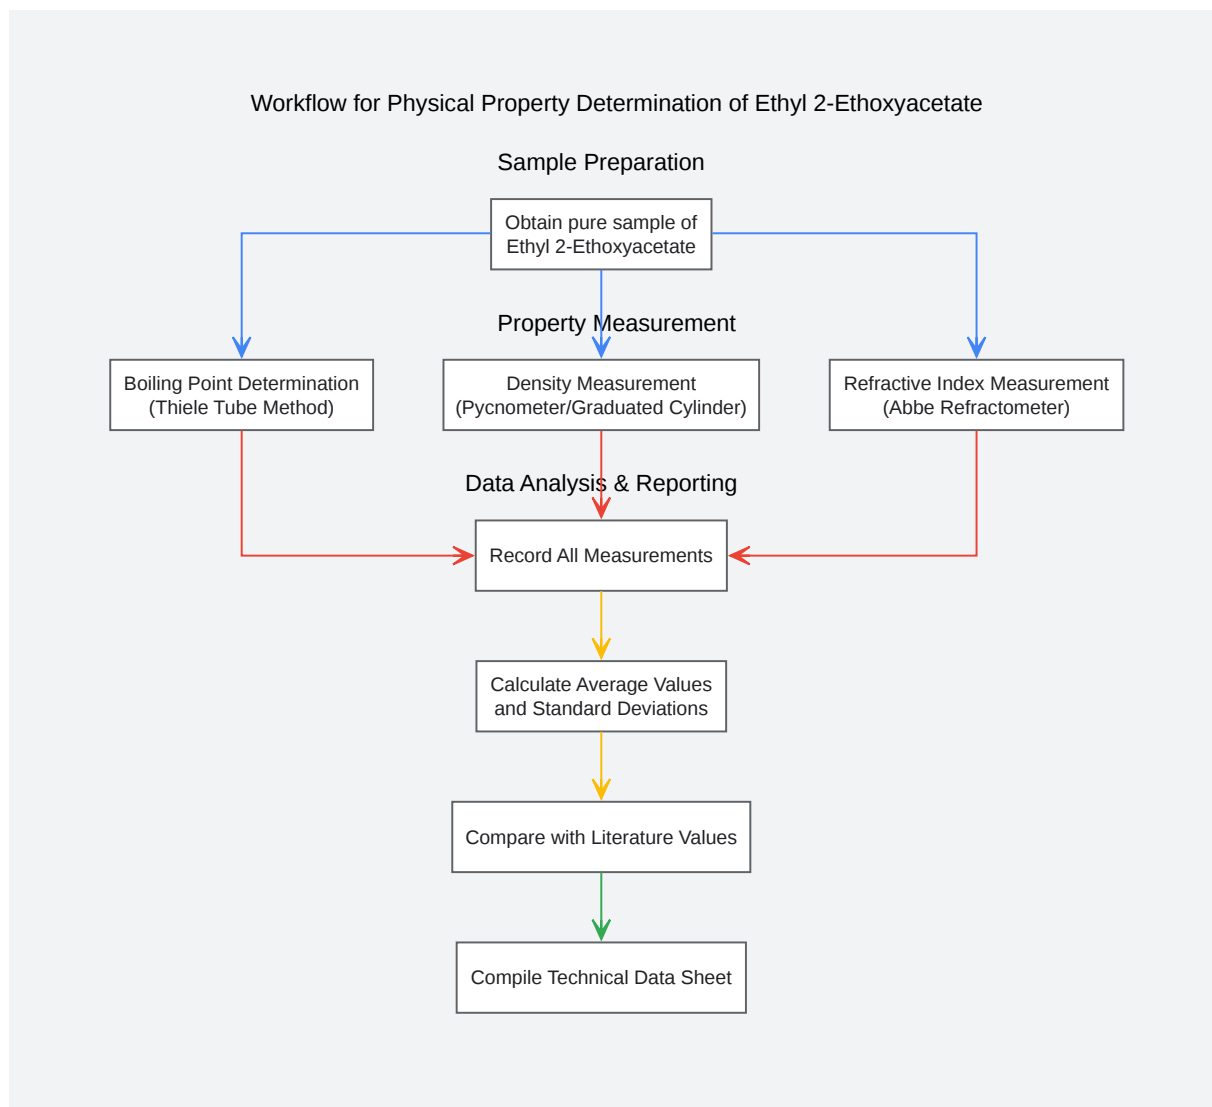 Workflow for Physical Property Determination of Ethyl 2-Ethoxyacetate
Sample Preparation
Obtain pure sample of
Ethyl 2-Ethoxyacetate
Property Measurement
Boiling Point Determination
(Thiele Tube Method)
Density Measurement
(Pycnometer/Graduated Cylinder)
Refractive Index Measurement
(Abbe Refractometer)
Data Analysis & Reporting
Record All Measurements
Calculate Average Values
and Standard Deviations
Compare with Literature Values
Compile Technical Data Sheet